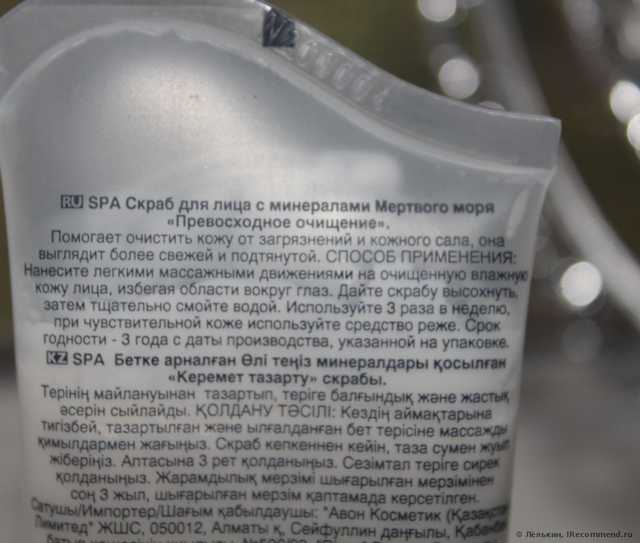 00004
RU SPA Скраб для лица с минералами Мертвого моря
«Превосходное очищение».
Помогает очистить кожу от загрязнений и кожного сала, она
выглядит более свежей и подтянутой. СПОСОБ ПРИМЕНЕНИЯ:
Нанесите легкими массажными движениями на очищенную влажную
кожу лица, избегая области вокруг глаз. Дайте скрабу высохнуть,
затем тщательно смойте водой. Используйте 3 раза в неделю,
при чувствительной коже используйте средство реже. Срок
годности - 3 года с даты производства, указанной на упаковке.
KZ SPA Бетке арналған Өлі теңіз минералдары қосылған
«Керемет тазарту» скрабы.
Терінің майлануынан тазартып, теріге балғындық және жастық
әсерін сыйлайды. ҚОЛДАНУ ТӘСІЛІ: Көздің аймақтарына
тигізбей, тазартылған және ылғалданған бет терісіне массажды
қимылдармен жағыңыз. Скраб кепкеннен кейін, таза сумен жуып
жіберіңіз. Алтасына 3 рет қолданыңыз. Сезімтал теріге сирек
қолданыңыз. Жарамдылық мерзімі шығарылған мерзімінен
соң 3 жыл, шығарылған мерзім қаптамада көрсетілген.
Сатушы/Импортер/Шағым қабылдаушы: "Авон Косметик (Қазақстан
Лимитед" ЖШС, 050012, Алматы қ. Сейфуллин даңғылы, Қабанбай
© Лёлькин, IRecommend.ru